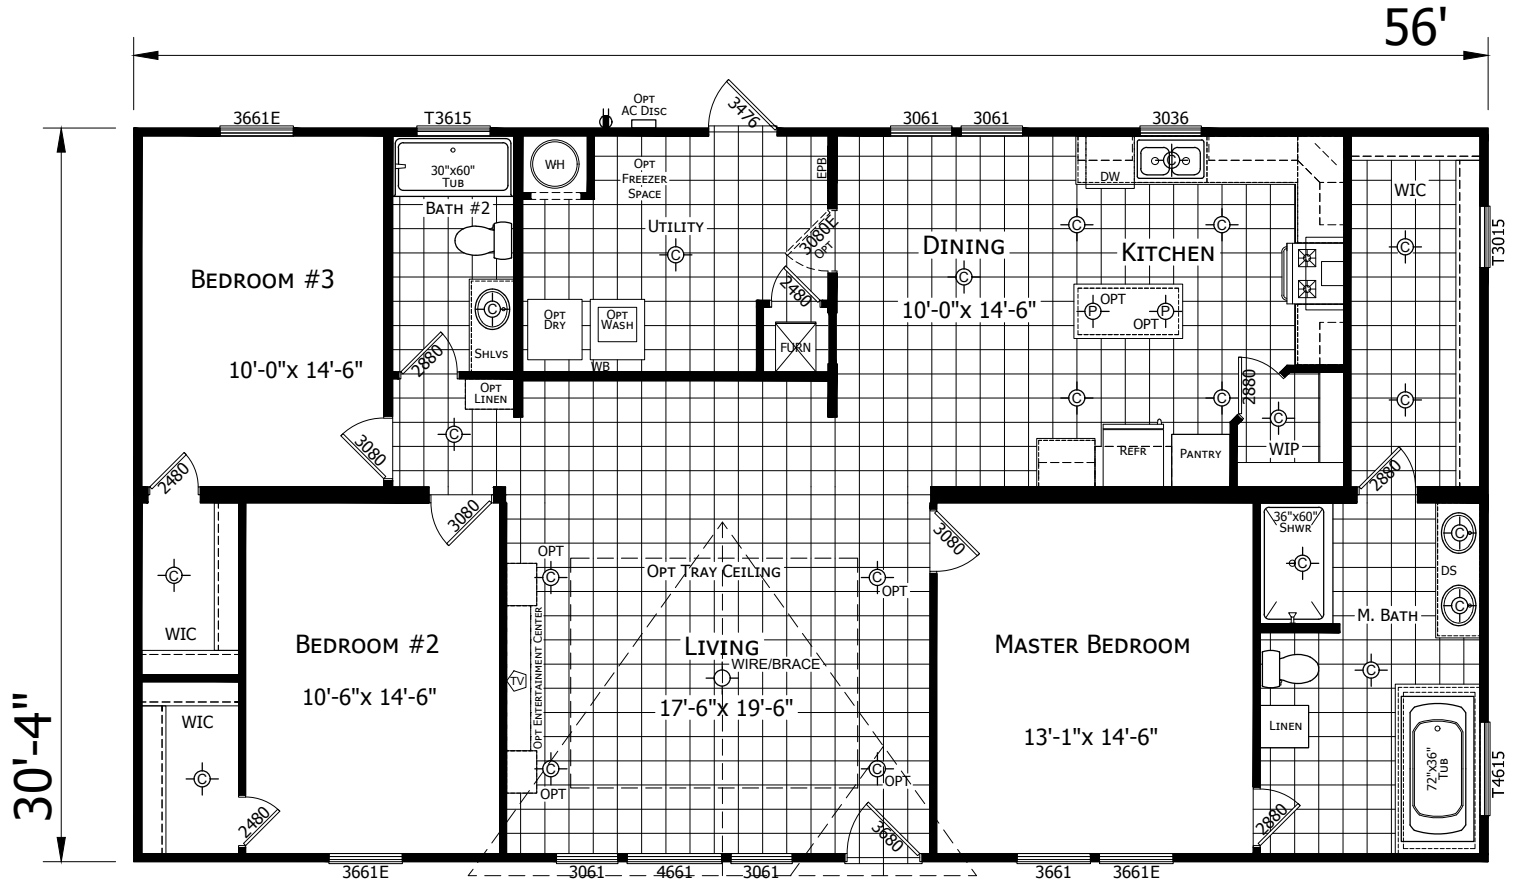 56'
30'-4"
3661E
T3615
OPT
AC DISC
3476
3061
3061
3036
30"x60"
TUB
BATH #2
WH
OPT
FREEZER
SPACE
EPB
UTILITY
3080E
OPT
2480
DINING
10'-0"x 14'-6"
KITCHEN
DW
C
WIC
T3015
BEDROOM #3
10'-0"x 14'-6"
C
SHLVS
2880
OPT
LINEN
OPT
DRY
OPT
WASH
WB
FURN
C
C
C
C
C
OPT
P
P
OPT
C
C
C
C
2880
C
WIP
REFR
PANTRY
3080
C
2480
3080
3080
2880
C
WIC
WIC
C
2480
BEDROOM #2
10'-6"x 14'-6"
OPT
C
OPT TRAY CEILING
C
OPT
OPT ENTERTAINMENT CENTER
TV
LIVING
WIRE/BRACE
17'-6"x 19'-6"
C
OPT
C
OPT
3680
MASTER BEDROOM
13'-1"x 14'-6"
36"x60"
SHWR
C
C
DS
C
M. BATH
C
LINEN
72"x36"
TUB
T4615
2880
3661E
3061
4661
3061
3661
3661E